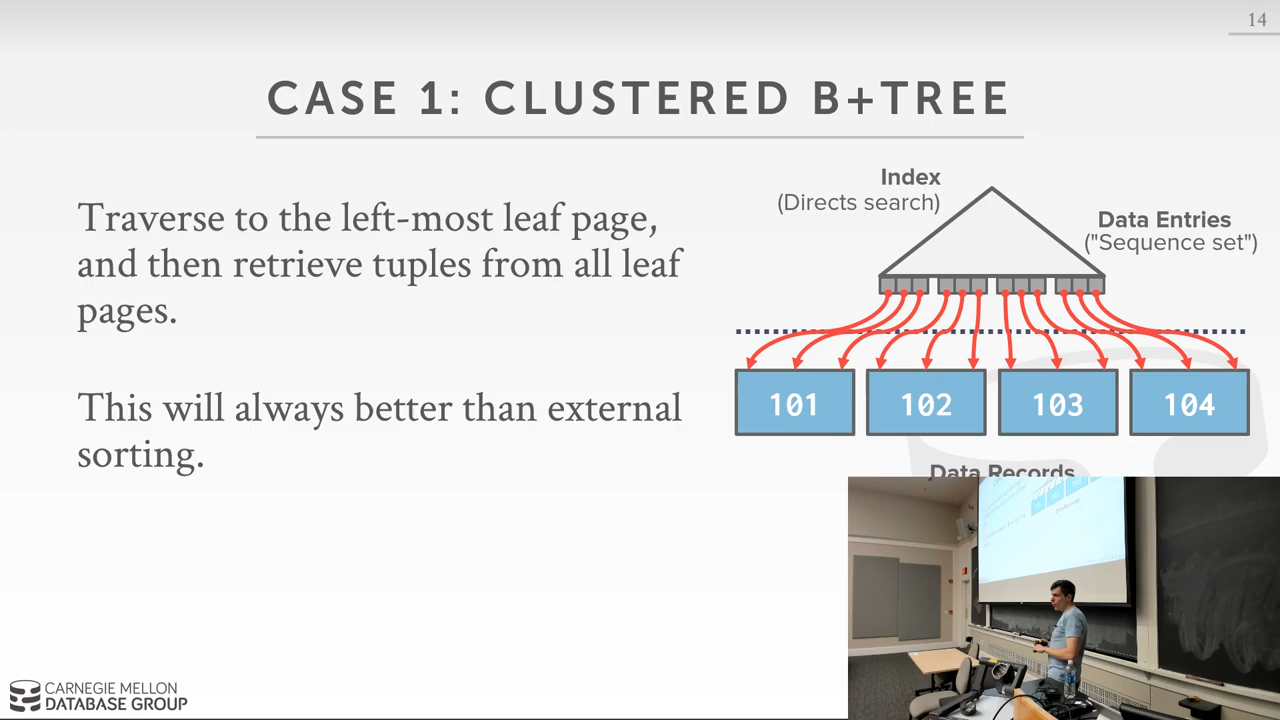 14
CASE 1: CLUSTERED B+TREE
Traverse to the left-most leaf page,
and then retrieve tuples from all leaf
pages.
This will always better than external
sorting.
Index
(Directs search)
Data Entries
("Sequence set")
101 102 103 104
Data Records
CARNEGIE MELLON
DATABASE GROUP